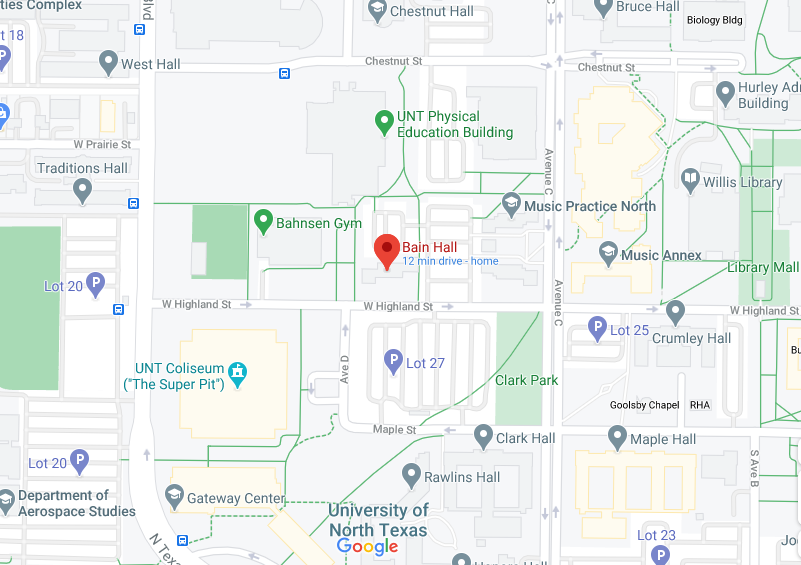 ties Complex
Blvd
Chestnut Hall
C
Bruce Hall
Biology Bldg
ot 18
P
West Hall
Chestnut St
Chestnut St
Hurley Adm
Building
UNT Physical
Education Building
W Prairie St
Avenue C
Traditions Hall
Willis Library
Music Practice North
Bahnsen Gym
Bain Hall
12 min drive - home
Music Annex
Library Mall
Lot 20
P
W Highland St
W Highland St
Avenue C
W Highland St
P
Lot 25
Crumley Hall
UNT Coliseum
("The Super Pit")
Ave D
P
Lot 27
Bu
Clark Park
Goolsby Chapel
RHA
Maple St
Clark Hall
Maple Hall
Lot 20
P
S Ave B
Rawlins Hall
Department of
Aerospace Studies
Gateway Center
University of
North Texas
Google
N Texa
Lot 23
P
Jo